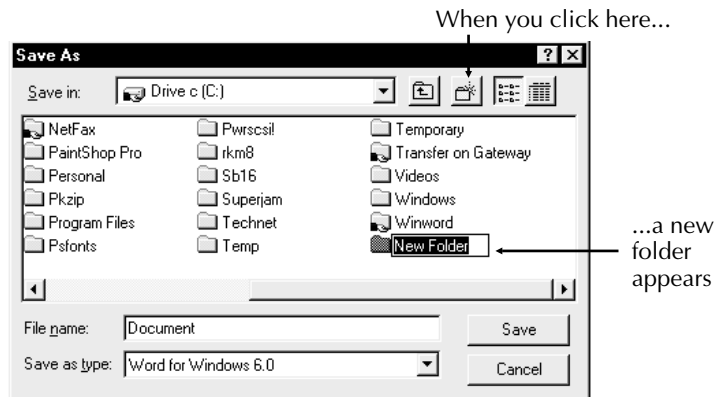 When you click here...
Save As
Save in: Drive c (C:)
NetFax Pwrscsi! Temporary
PaintShop Pro rkm8 Transfer on Gateway
Personal Sb16 Videos
Pkzip Superjam Windows
Program Files Technet Winword
Psfonts Temp New Folder
...a new
folder
appears
File name: Document Save
Save as type: Word for Windows 6.0 Cancel